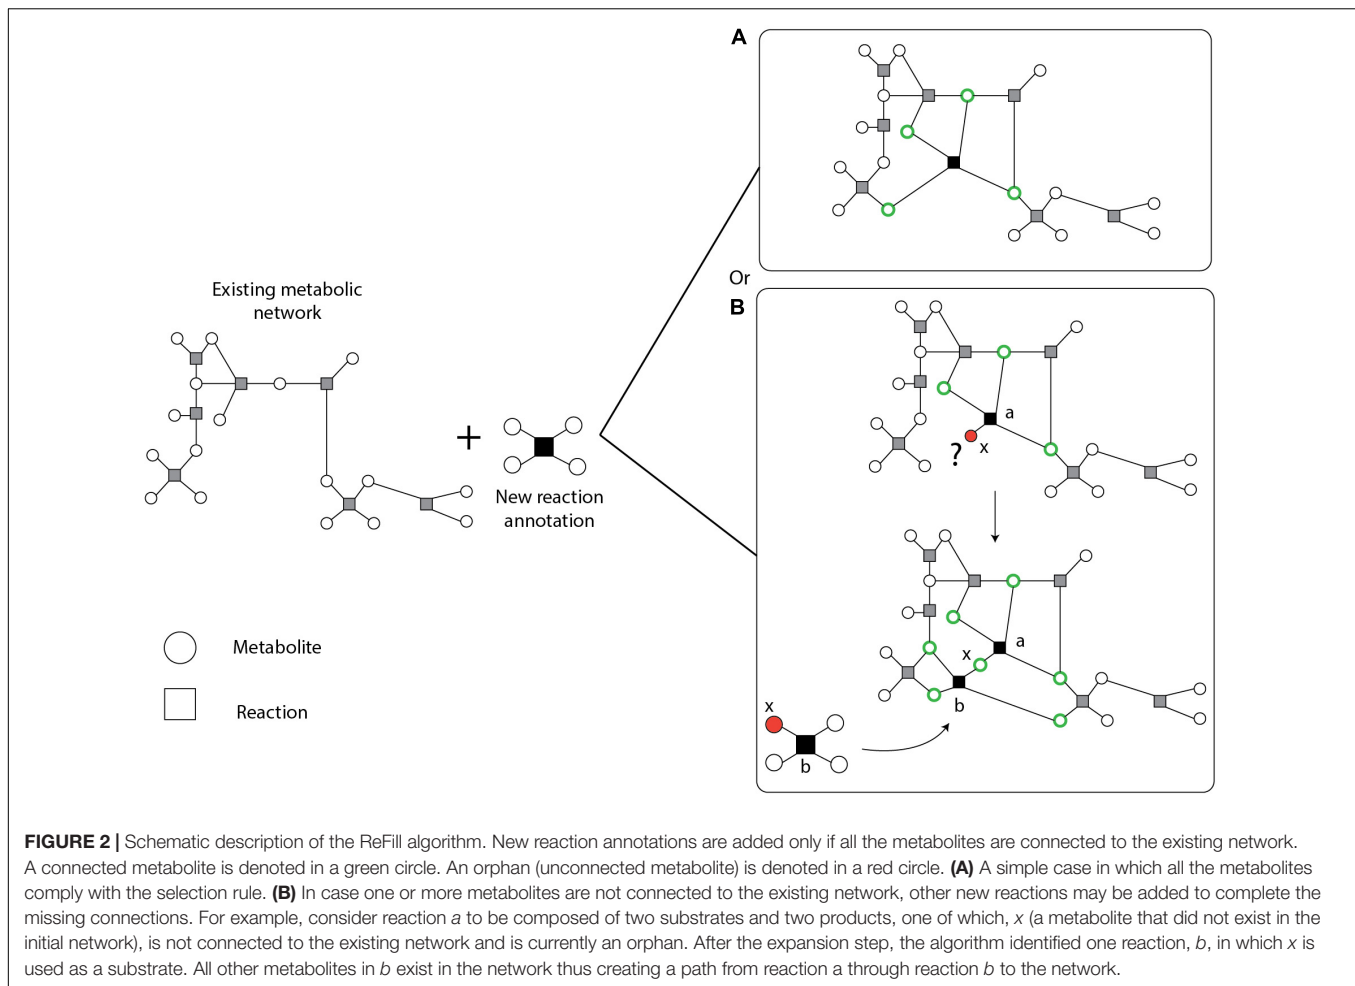 A
Or
B
Existing metabolic
network
+
New reaction
annotation
Metabolite
Reaction
a
x
?
a
x
b
x
b
FIGURE 2 | Schematic description of the ReFill algorithm. New reaction annotations are added only if all the metabolites are connected to the existing network.
A connected metabolite is denoted in a green circle. An orphan (unconnected metabolite) is denoted in a red circle. (A) A simple case in which all the metabolites
comply with the selection rule. (B) In case one or more metabolites are not connected to the existing network, other new reactions may be added to complete the
missing connections. For example, consider reaction a to be composed of two substrates and two products, one of which, x (a metabolite that did not exist in the
initial network), is not connected to the existing network and is currently an orphan. After the expansion step, the algorithm identified one reaction, b, in which x is
used as a substrate. All other metabolites in b exist in the network thus creating a path from reaction a through reaction b to the network.